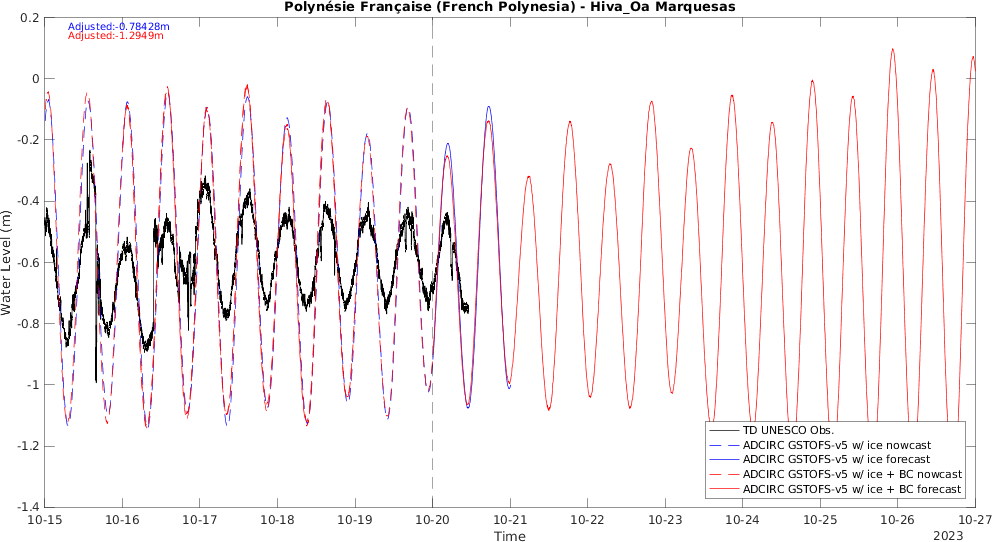 Polynésie Française (French Polynesia) - Hiva_Oa Marquesas
Adjusted:-0.78428m
Adjusted:-1.2949m
0.2
0
-0.2
-0.4
-0.6
-0.8
-1
-1.2
-1.4
Water Level (m)
TD UNESCO Obs.
ADCIRC GSTOFS-v5 w/ ice nowcast
ADCIRC GSTOFS-v5 w/ ice forecast
ADCIRC GSTOFS-v5 w/ ice + BC nowcast
ADCIRC GSTOFS-v5 w/ ice + BC forecast
10-15 10-16 10-17 10-18 10-19 10-20 10-21 10-22 10-23 10-24 10-25 10-26 10-27
Time
2023